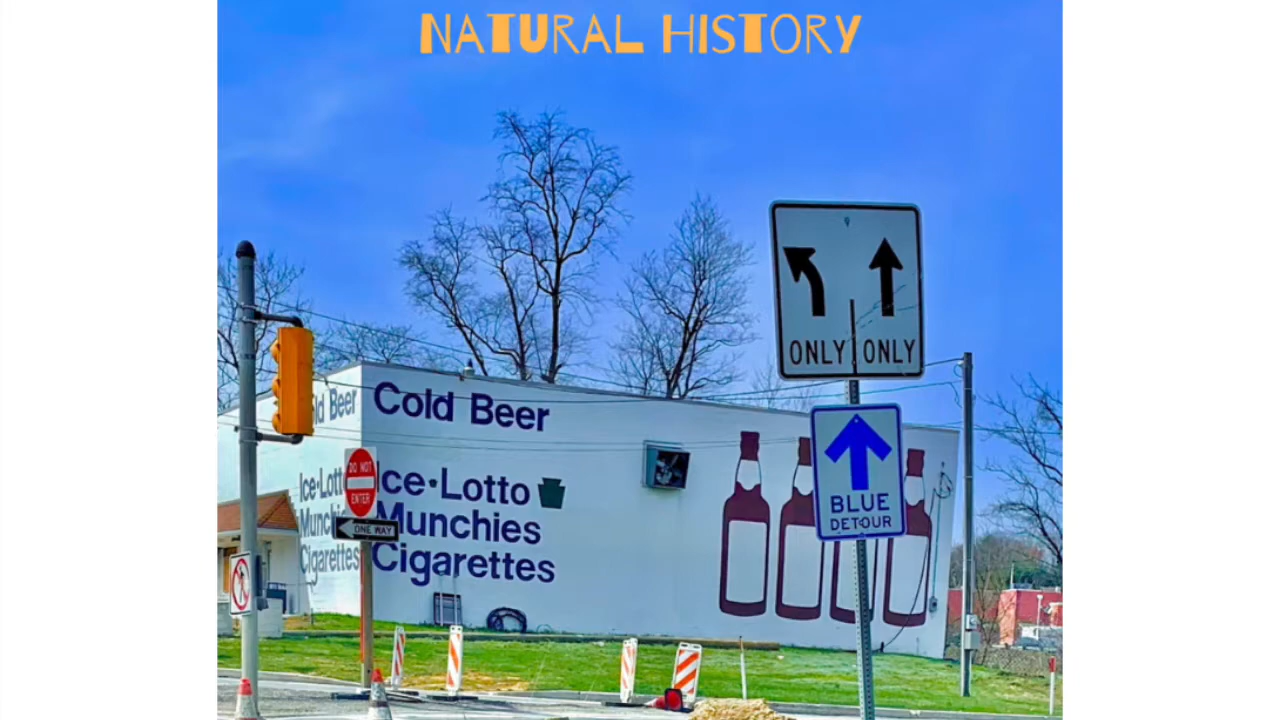 NATURAL HISTORY
ONLY ONLY
Cold Beer
ld Beer
BLUE
DETOUR
Ice·Lotto
Munchies
Cigarettes
Ice·Lott
Munchi
Cigarettes
DO NOT
ENTER
ONE WAY